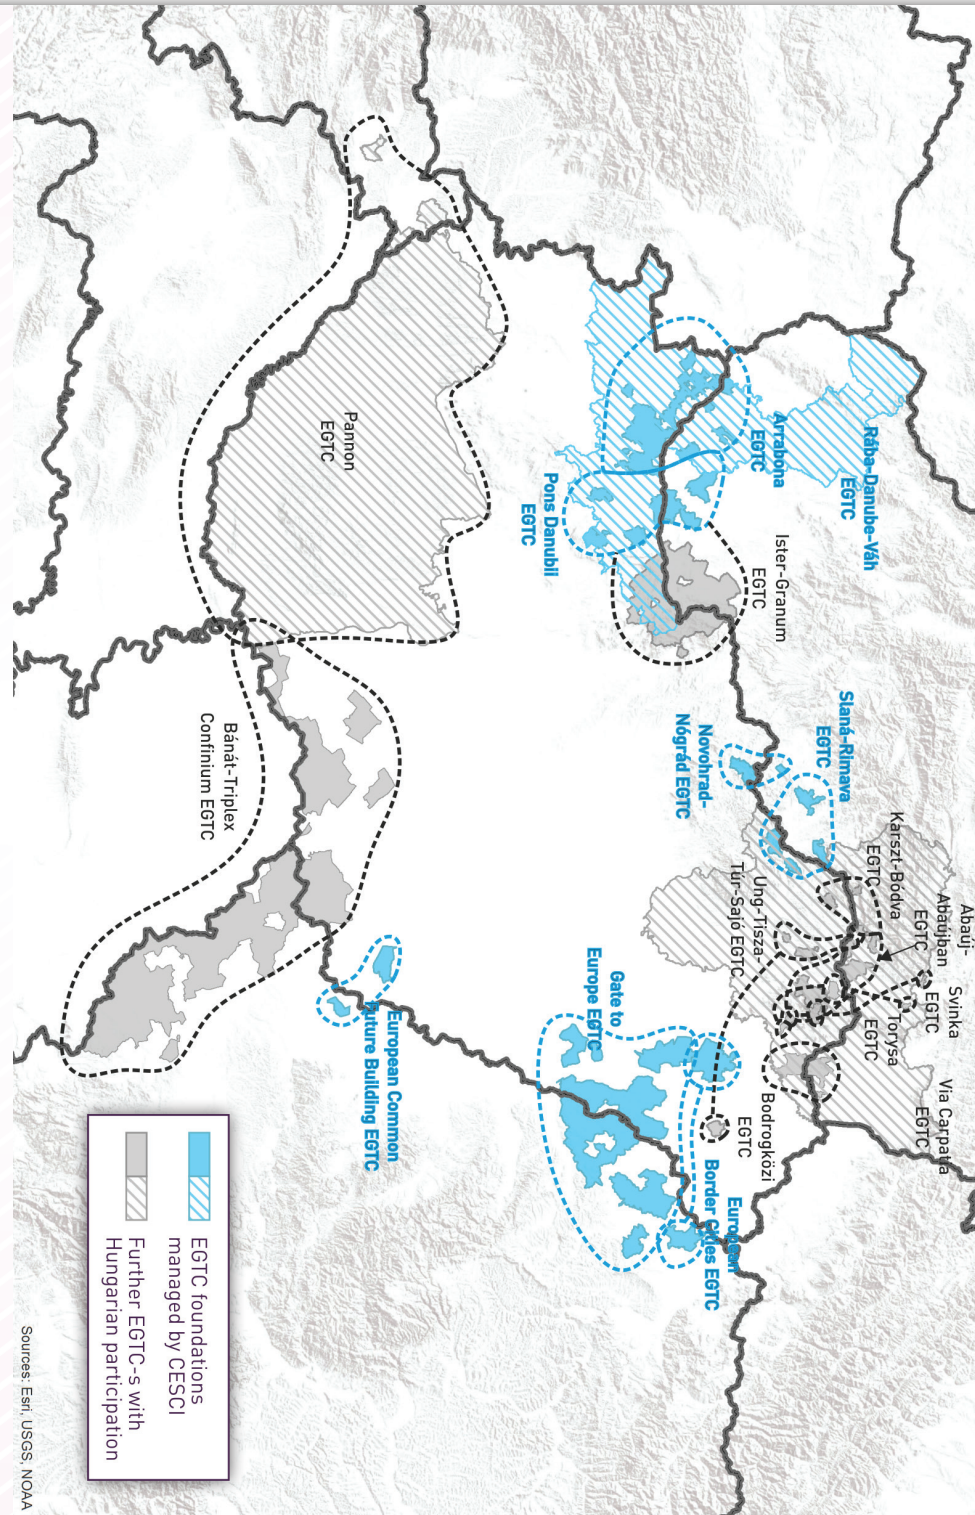 Rába-Danube-Váh
EGTC
Arrabona
EGTC
Pons Danubii
EGTC
Ister-Granum
EGTC
Pannon
EGTC
Slaná-Rimava
EGTC
Novohrad-
Nógrád EGTC
Karszt-Bódva
EGTC
Abaúj-
Abaújban
EGTC
Svinka
EGTC
Torysa
EGTC
Via Carpatia
EGTC
Ung-Tisza-
Túr-Sajó EGTC
Bodrogközi
EGTC
Gate to
Europe EGTC
European
Border Cities EGTC
European Common
Future Building EGTC
Bánát-Triplex
Confinium EGTC
EGTC foundations
managed by CESCI
Further EGTC-s with
Hungarian participation
Sources: Esri, USGS, NOAA